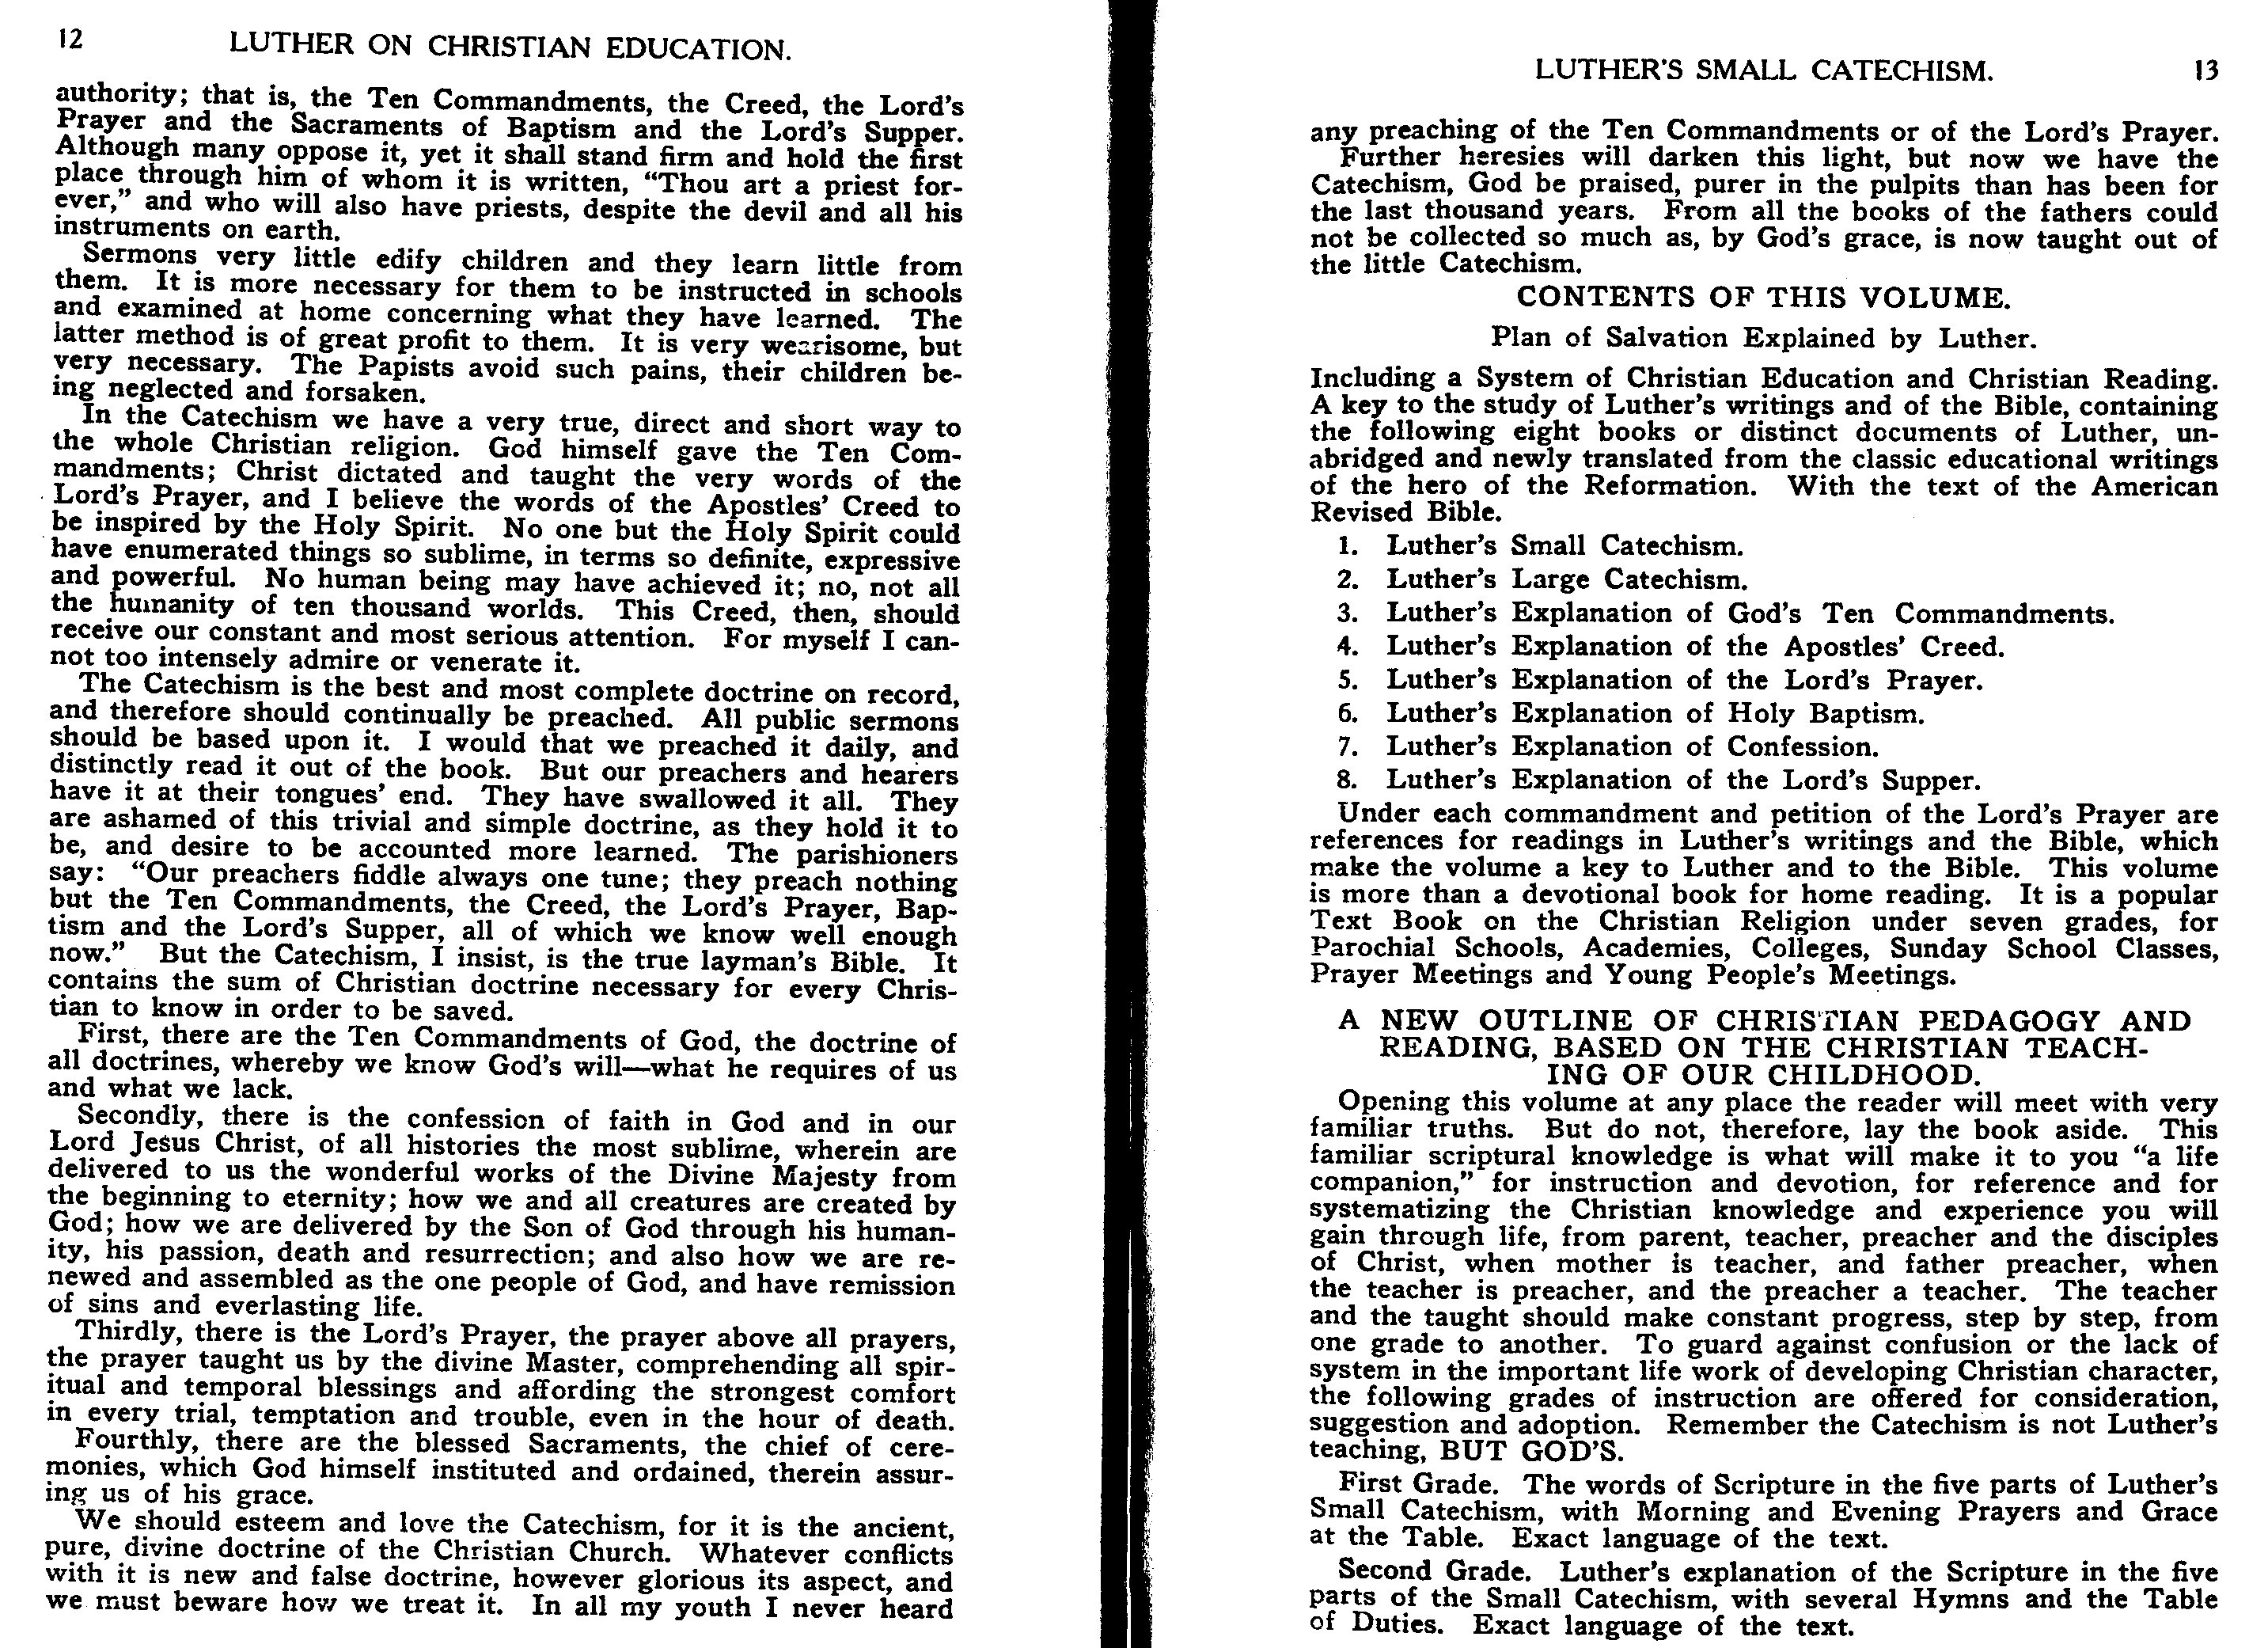 12 LUTHER ON CHRISTIAN EDUCATION.
authority; that is, the Ten Commandments, the Creed, the Lord's
Prayer and the Sacraments of Baptism and the Lord's Supper.
Although many oppose it, yet it shall stand firm and hold the first
place through him of whom it is written, "Thou art a priest for-
ever," and who will also have priests, despite the devil and all his
instruments on earth.
Sermons very little edify children and they learn little from
them. It is more necessary for them to be instructed in schools
and examined at home concerning what they have learned. The
latter method is of great profit to them. It is very wearisome, but
very necessary. The Papists avoid such pains, their children be-
ing neglected and forsaken.
In the Catechism we have a very true, direct and short way to
the whole Christian religion. God himself gave the Ten Com-
mandments; Christ dictated and taught the very words of the
Lord's Prayer, and I believe the words of the Apostles' Creed to
be inspired by the Holy Spirit. No one but the Holy Spirit could
have enumerated things so sublime, in terms so definite, expressive
and powerful. No human being may have achieved it; no, not all
the humanity of ten thousand worlds. This Creed, then, should
receive our constant and most serious attention. For myself I can-
not too intensely admire or venerate it.
The Catechism is the best and most complete doctrine on record,
and therefore should continually be preached. All public sermons
should be based upon it. I would that we preached it daily, and
distinctly read it out of the book. But our preachers and hearers
have it at their tongues' end. They have swallowed it all. They
are ashamed of this trivial and simple doctrine, as they hold it to
be, and desire to be accounted more learned. The parishioners
say: "Our preachers fiddle always one tune; they preach nothing
but the Ten Commandments, the Creed, the Lord's Prayer, Bap-
tism and the Lord's Supper, all of which we know well enough
now." But the Catechism, I insist, is the true layman's Bible. It
contains the sum of Christian doctrine necessary for every Chris-
tian to know in order to be saved.
First, there are the Ten Commandments of God, the doctrine of
all doctrines, whereby we know God's will—what he requires of us
and what we lack.
Secondly, there is the confession of faith in God and in our
Lord Jesus Christ, of all histories the most sublime, wherein are
delivered to us the wonderful works of the Divine Majesty from
the beginning to eternity; how we and all creatures are created by
God; how we are delivered by the Son of God through his human-
ity, his passion, death and resurrection; and also how we are re-
newed and assembled as the one people of God, and have remission
of sins and everlasting life.
Thirdly, there is the Lord's Prayer, the prayer above all prayers,
the prayer taught us by the divine Master, comprehending all spir-
itual and temporal blessings and affording the strongest comfort
in every trial, temptation and trouble, even in the hour of death.
Fourthly, there are the blessed Sacraments, the chief of cere-
monies, which God himself instituted and ordained, therein assur-
ing us of his grace.
We should esteem and love the Catechism, for it is the ancient,
pure, divine doctrine of the Christian Church. Whatever conflicts
with it is new and false doctrine, however glorious its aspect, and
we must beware how we treat it. In all my youth I never heard
LUTHER'S SMALL CATECHISM. 13
any preaching of the Ten Commandments or of the Lord's Prayer.
Further heresies will darken this light, but now we have the
Catechism, God be praised, purer in the pulpits than has been for
the last thousand years. From all the books of the fathers could
not be collected so much as, by God's grace, is now taught out of
the little Catechism.
CONTENTS OF THIS VOLUME.
Plan of Salvation Explained by Luther.
Including a System of Christian Education and Christian Reading.
A key to the study of Luther's writings and of the Bible, containing
the following eight books or distinct documents of Luther, un-
abridged and newly translated from the classic educational writings
of the hero of the Reformation. With the text of the American
Revised Bible.
1. Luther's Small Catechism.
2. Luther's Large Catechism.
3. Luther's Explanation of God's Ten Commandments.
4. Luther's Explanation of the Apostles' Creed.
5. Luther's Explanation of the Lord's Prayer.
6. Luther's Explanation of Holy Baptism.
7. Luther's Explanation of Confession.
8. Luther's Explanation of the Lord's Supper.
Under each commandment and petition of the Lord's Prayer are
references for readings in Luther's writings and the Bible, which
make the volume a key to Luther and to the Bible. This volume
is more than a devotional book for home reading. It is a popular
Text Book on the Christian Religion under seven grades, for
Parochial Schools, Academies, Colleges, Sunday School Classes,
Prayer Meetings and Young People's Meetings.
A NEW OUTLINE OF CHRISTIAN PEDAGOGY AND
READING, BASED ON THE CHRISTIAN TEACH-
ING OF OUR CHILDHOOD.
Opening this volume at any place the reader will meet with very
familiar truths. But do not, therefore, lay the book aside. This
familiar scriptural knowledge is what will make it to you "a life
companion," for instruction and devotion, for reference and for
systematizing the Christian knowledge and experience you will
gain through life, from parent, teacher, preacher and the disciples
of Christ, when mother is teacher, and father preacher, when
the teacher is preacher, and the preacher a teacher. The teacher
and the taught should make constant progress, step by step, from
one grade to another. To guard against confusion or the lack of
system in the important life work of developing Christian character,
the following grades of instruction are offered for consideration,
suggestion and adoption. Remember the Catechism is not Luther's
teaching, BUT GOD'S.
First Grade. The words of Scripture in the five parts of Luther's
Small Catechism, with Morning and Evening Prayers and Grace
at the Table. Exact language of the text.
Second Grade. Luther's explanation of the Scripture in the five
parts of the Small Catechism, with several Hymns and the Table
of Duties. Exact language of the text.